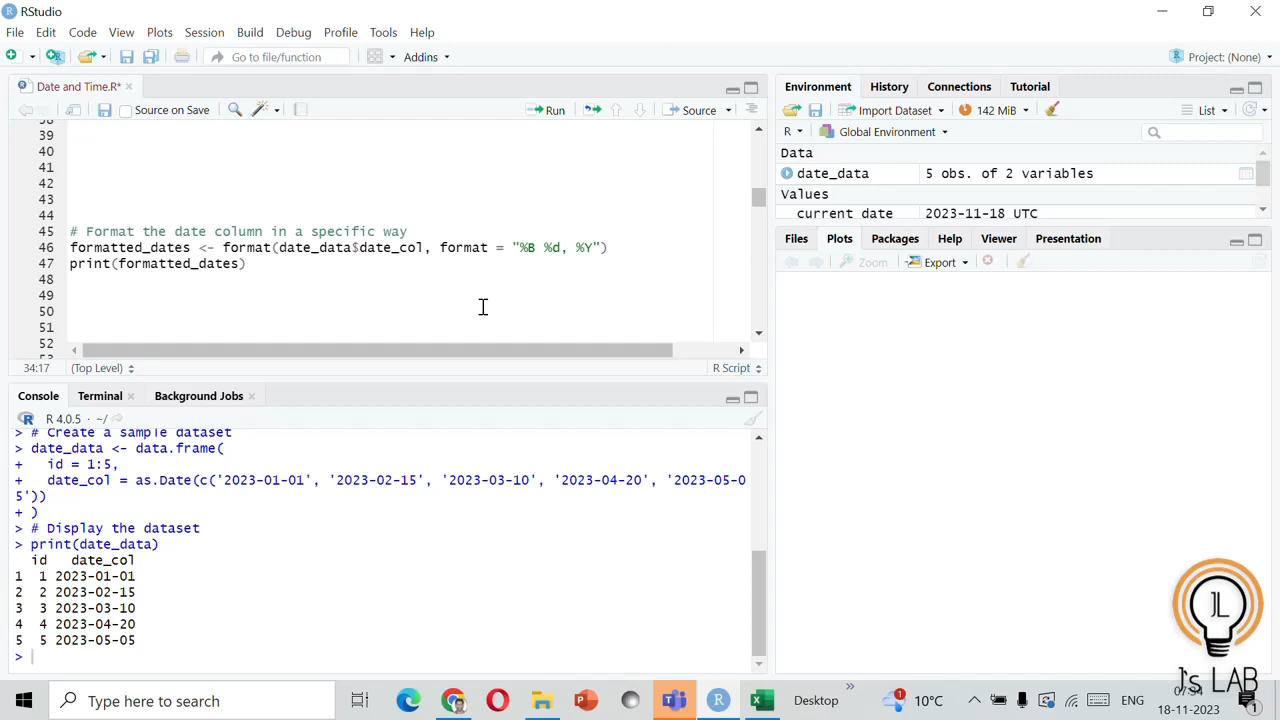 RStudio
File Edit Code View Plots Session Build Debug Profile Tools Help
Go to file/function Addins Project: (None)
Date and Time.R*
Source on Save Run Source
38
39
40
41
42
43
44
45 # Format the date column in a specific way
46 formatted_dates <- format(date_data$date_col, format = "%B %d, %Y")
47 print(formatted_dates)
48
49
50
51
52
53
34:17 (Top Level) R Script
Console Terminal Background Jobs
R 4.0.5 · ~/
> # Create a sample dataset
> date_data <- data.frame(
+ id = 1:5,
+ date_col = as.Date(c('2023-01-01', '2023-02-15', '2023-03-10', '2023-04-20', '2023-05-0
5'))
+ )
> # Display the dataset
> print(date_data)
id date_col
1 1 2023-01-01
2 2 2023-02-15
3 3 2023-03-10
4 4 2023-04-20
5 5 2023-05-05
>
Environment History Connections Tutorial
Import Dataset 142 MiB List
R Global Environment
Data
date_data 5 obs. of 2 variables
Values
current_date 2023-11-18 UTC
Files Plots Packages Help Viewer Presentation
Zoom Export
JL
J's LAB
Type here to search
Desktop
1
10°C
ENG
07:34
18-11-2023
1